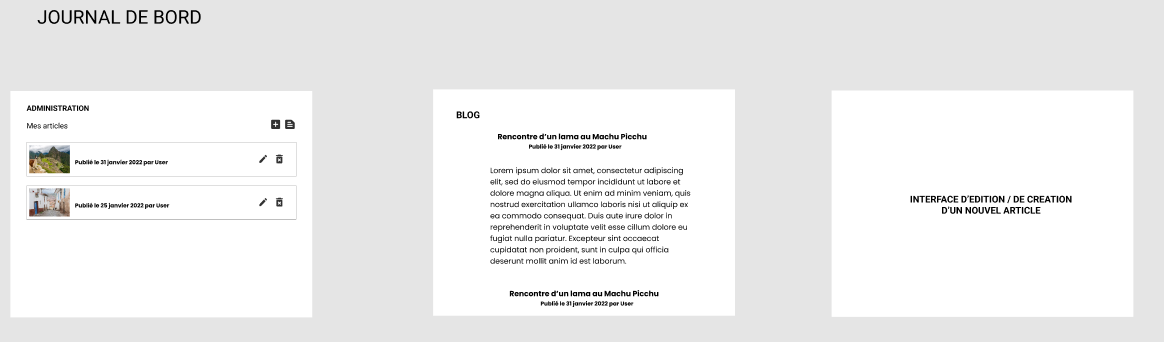 JOURNAL DE BORD
ADMINISTRATION
Mes articles
Publié le 31 janvier 2022 par User
Publié le 25 janvier 2022 par User
BLOG
Rencontre d'un lama au Machu Picchu
Publié le 31 janvier 2022 par User
Lorem ipsum dolor sit amet, consectetur adipiscing
elit, sed do eiusmod tempor incididunt ut labore et
dolore magna aliqua. Ut enim ad minim veniam, quis
nostrud exercitation ullamco laboris nisi ut aliquip ex
ea commodo consequat. Duis aute irure dolor in
reprehenderit in voluptate velit esse cillum dolore eu
fugiat nulla pariatur. Excepteur sint occaecat
cupidatat non proident, sunt in culpa qui officia
deserunt mollit anim id est laborum.
Rencontre d'un lama au Machu Picchu
Publié le 31 janvier 2022 par User
INTERFACE D'EDITION / DE CREATION
D'UN NOUVEL ARTICLE